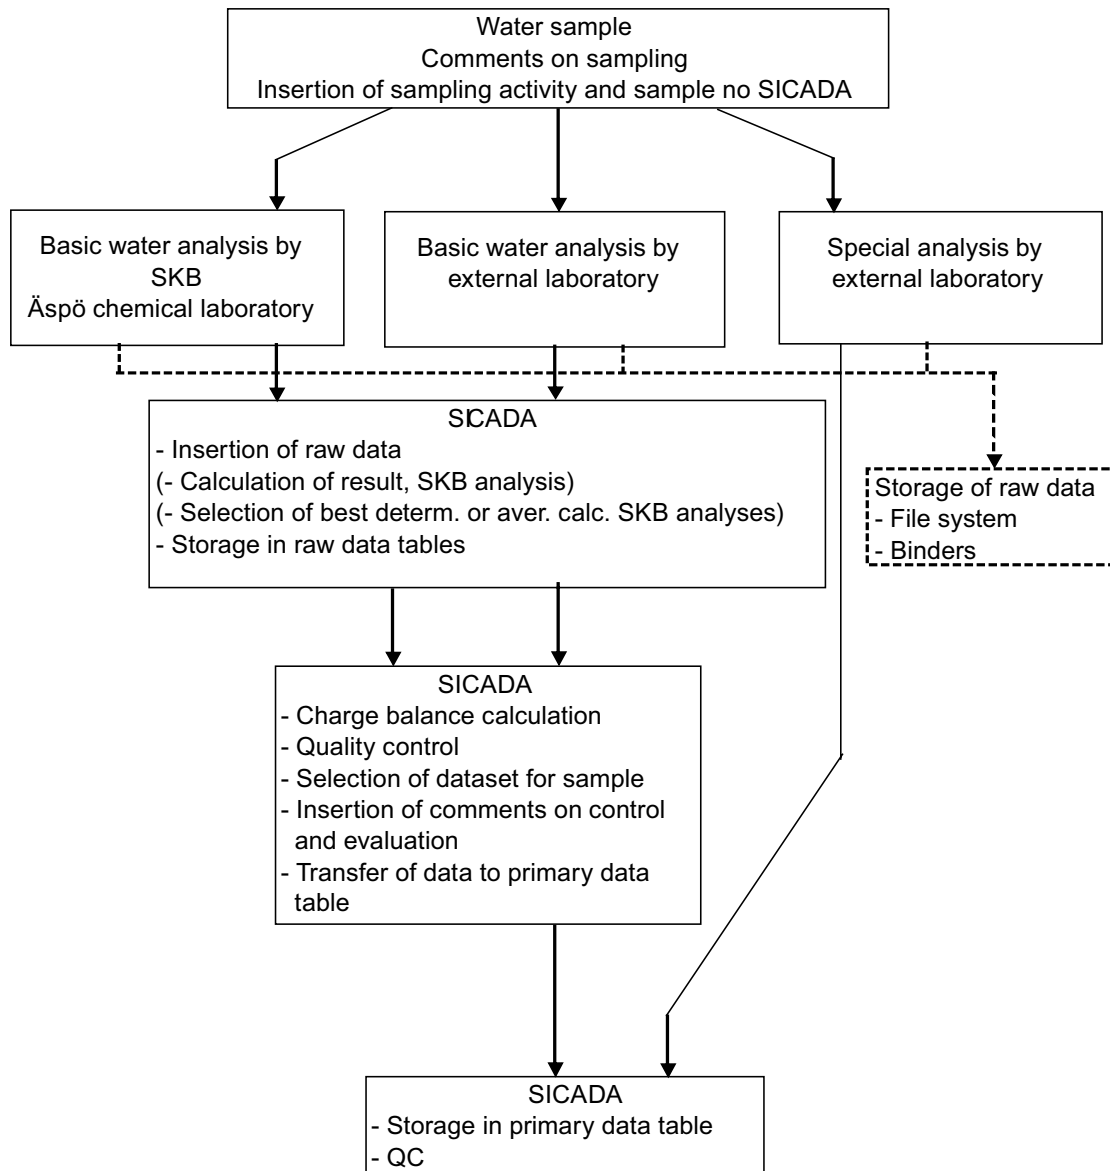 Water sample
Comments on sampling
Insertion of sampling activity and sample no SICADA
Basic water analysis by
SKB
Äspö chemical laboratory
Basic water analysis by
external laboratory
Special analysis by
external laboratory
SICADA
- Insertion of raw data
(- Calculation of result, SKB analysis)
(- Selection of best determ. or aver. calc. SKB analyses)
- Storage in raw data tables
Storage of raw data
- File system
- Binders
SICADA
- Charge balance calculation
- Quality control
- Selection of dataset for sample
- Insertion of comments on control
and evaluation
- Transfer of data to primary data
table
SICADA
- Storage in primary data table
- QC